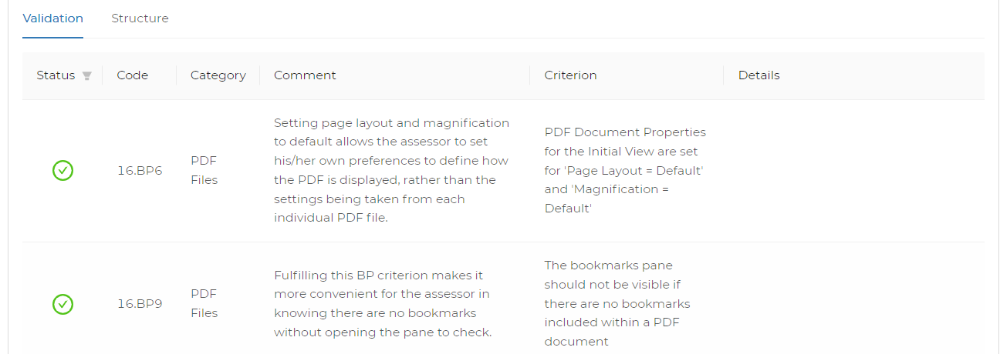 Validation Structure
Status Code Category Comment Criterion Details
16.BP6
PDF
Files
Setting page layout and magnification
to default allows the assessor to set
his/her own preferences to define how
the PDF is displayed, rather than the
settings being taken from each
individual PDF file.
PDF Document Properties
for the Initial View are set
for 'Page Layout = Default'
and 'Magnification =
Default'
16.BP9
PDF
Files
Fulfilling this BP criterion makes it
more convenient for the assessor in
knowing there are no bookmarks
without opening the pane to check.
The bookmarks pane
should not be visible if
there are no bookmarks
included within a PDF
document